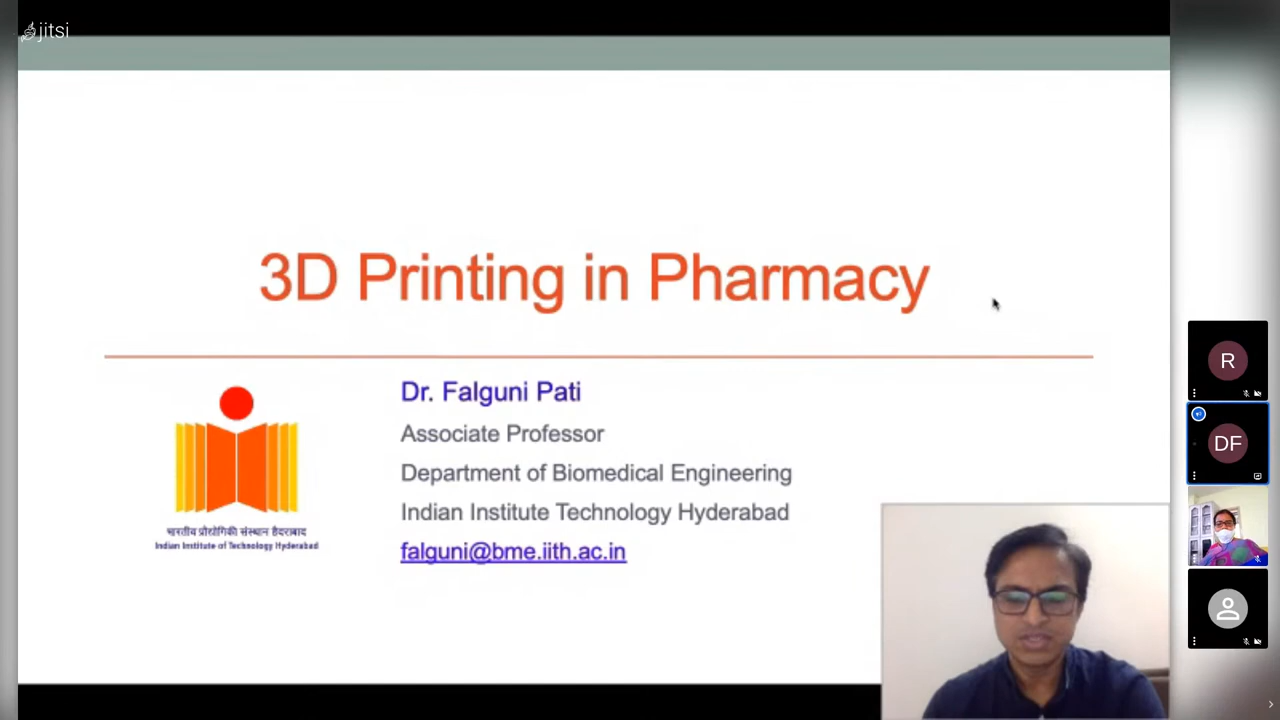 jitsi
3D Printing in Pharmacy
Dr. Falguni Pati
Associate Professor
Department of Biomedical Engineering
Indian Institute Technology Hyderabad
falguni@bme.iith.ac.in
भारतीय प्रौद्योगिकी संस्थान हैदराबाद
Indian Institute of Technology Hyderabad
R
DF